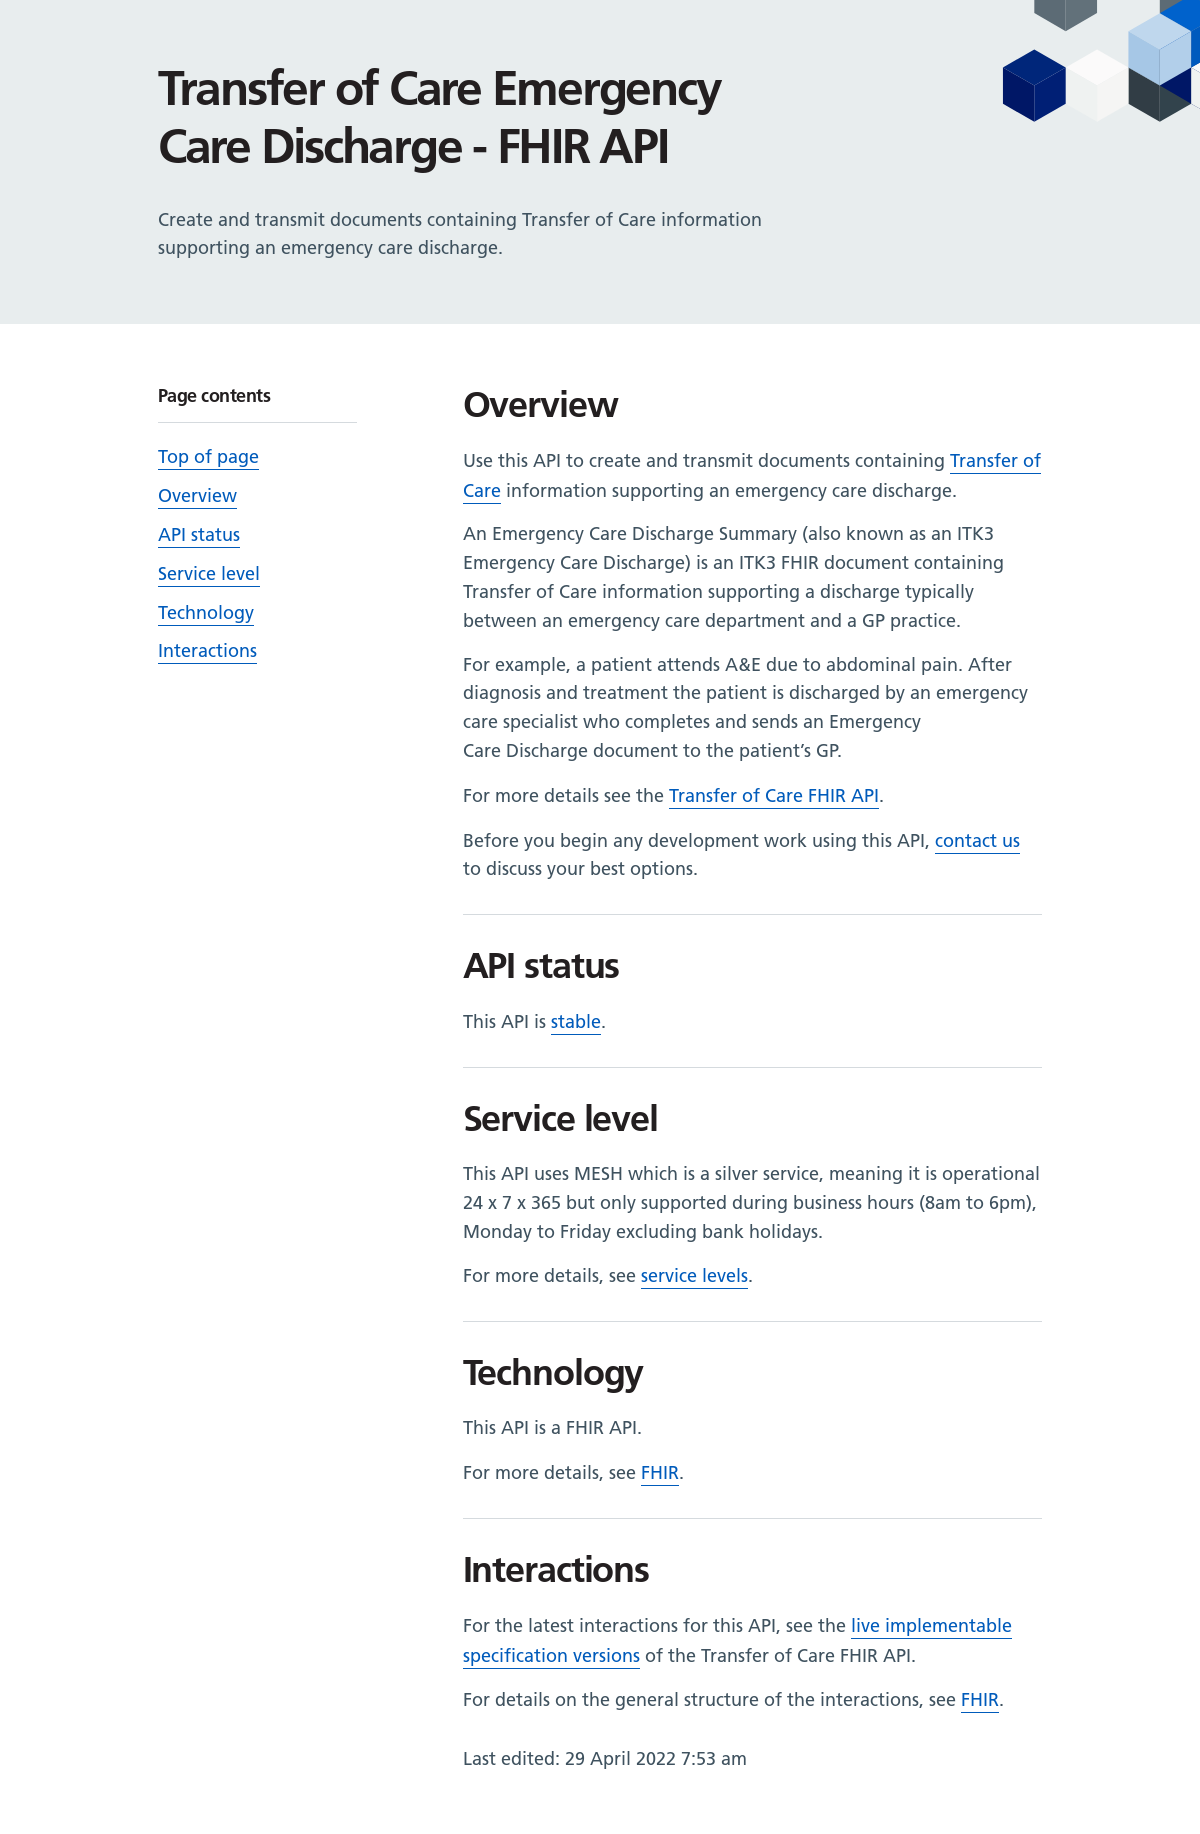 Transfer of Care Emergency
Care Discharge - FHIR API
Create and transmit documents containing Transfer of Care information
supporting an emergency care discharge.
Page contents
Top of page
Overview
API status
Service level
Technology
Interactions
Overview
Use this API to create and transmit documents containing Transfer of
Care information supporting an emergency care discharge.
An Emergency Care Discharge Summary (also known as an ITK3
Emergency Care Discharge) is an ITK3 FHIR document containing
Transfer of Care information supporting a discharge typically
between an emergency care department and a GP practice.
For example, a patient attends A&E due to abdominal pain. After
diagnosis and treatment the patient is discharged by an emergency
care specialist who completes and sends an Emergency
Care Discharge document to the patient’s GP.
For more details see the Transfer of Care FHIR API.
Before you begin any development work using this API, contact us
to discuss your best options.
API status
This API is stable.
Service level
This API uses MESH which is a silver service, meaning it is operational
24 x 7 x 365 but only supported during business hours (8am to 6pm),
Monday to Friday excluding bank holidays.
For more details, see service levels.
Technology
This API is a FHIR API.
For more details, see FHIR.
Interactions
For the latest interactions for this API, see the live implementable
specification versions of the Transfer of Care FHIR API.
For details on the general structure of the interactions, see FHIR.
Last edited: 29 April 2022 7:53 am